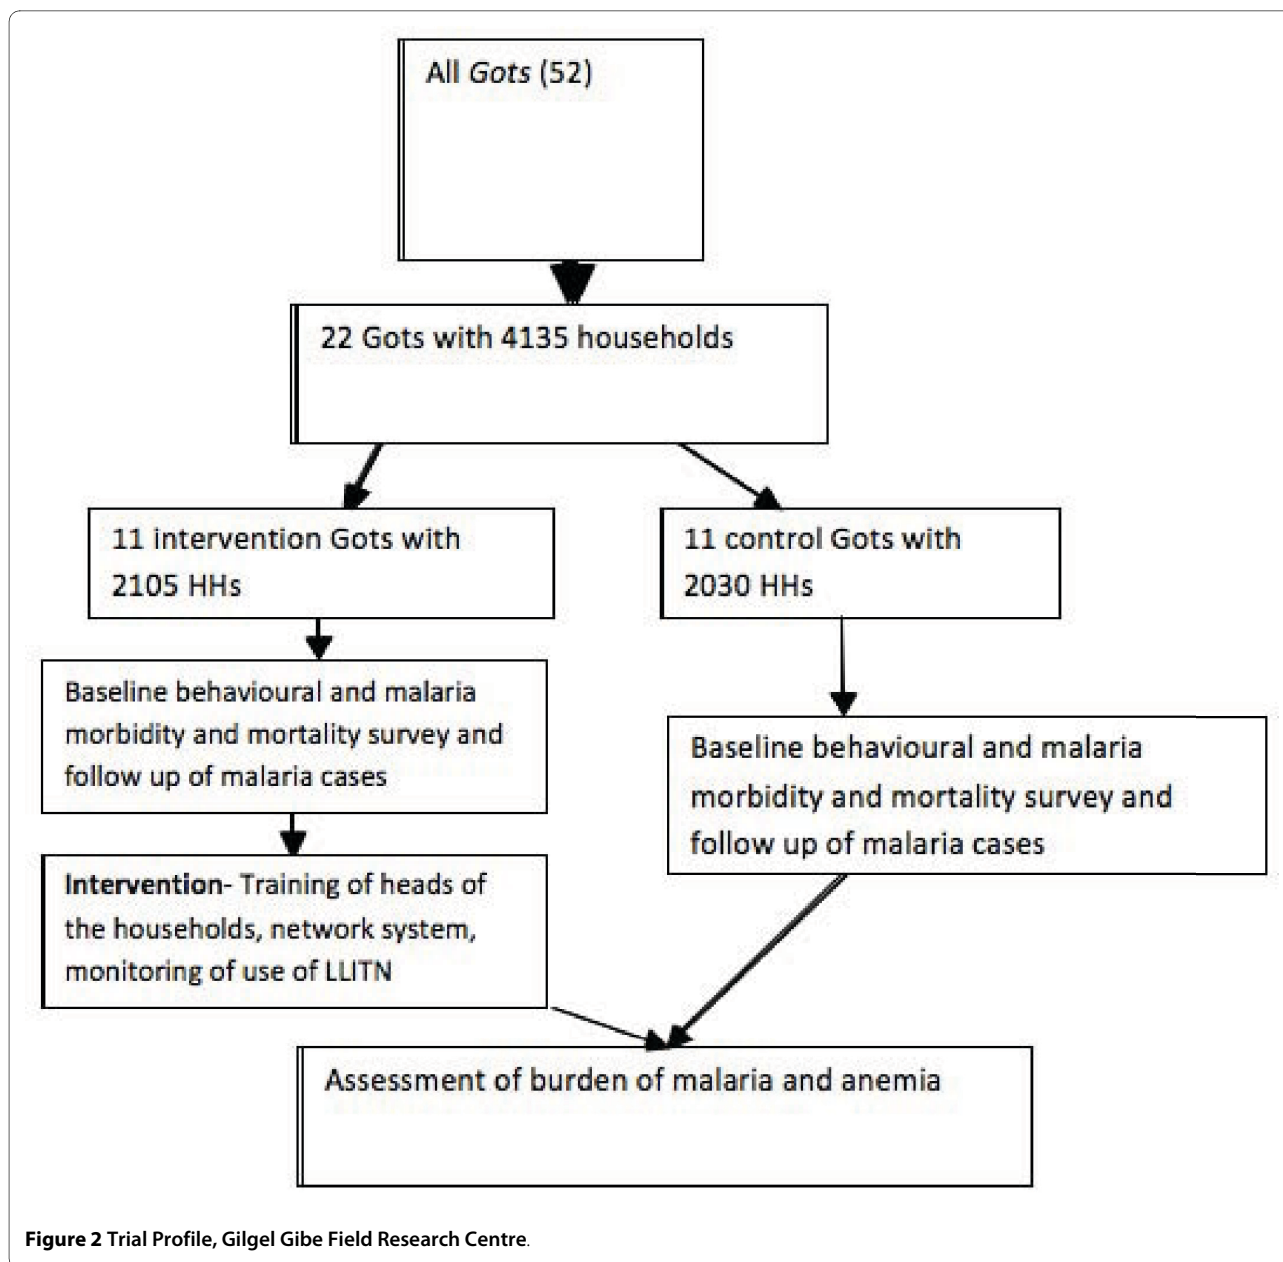 All Gots (52)
22 Gots with 4135 households
11 intervention Gots with
2105 HHs
11 control Gots with
2030 HHs
Baseline behavioural and malaria
morbidity and mortality survey and
follow up of malaria cases
Baseline behavioural and malaria
morbidity and mortality survey and
follow up of malaria cases
Intervention- Training of heads of
the households, network system,
monitoring of use of LLITN
Assessment of burden of malaria and anemia
Figure 2 Trial Profile, Gilgel Gibe Field Research Centre.